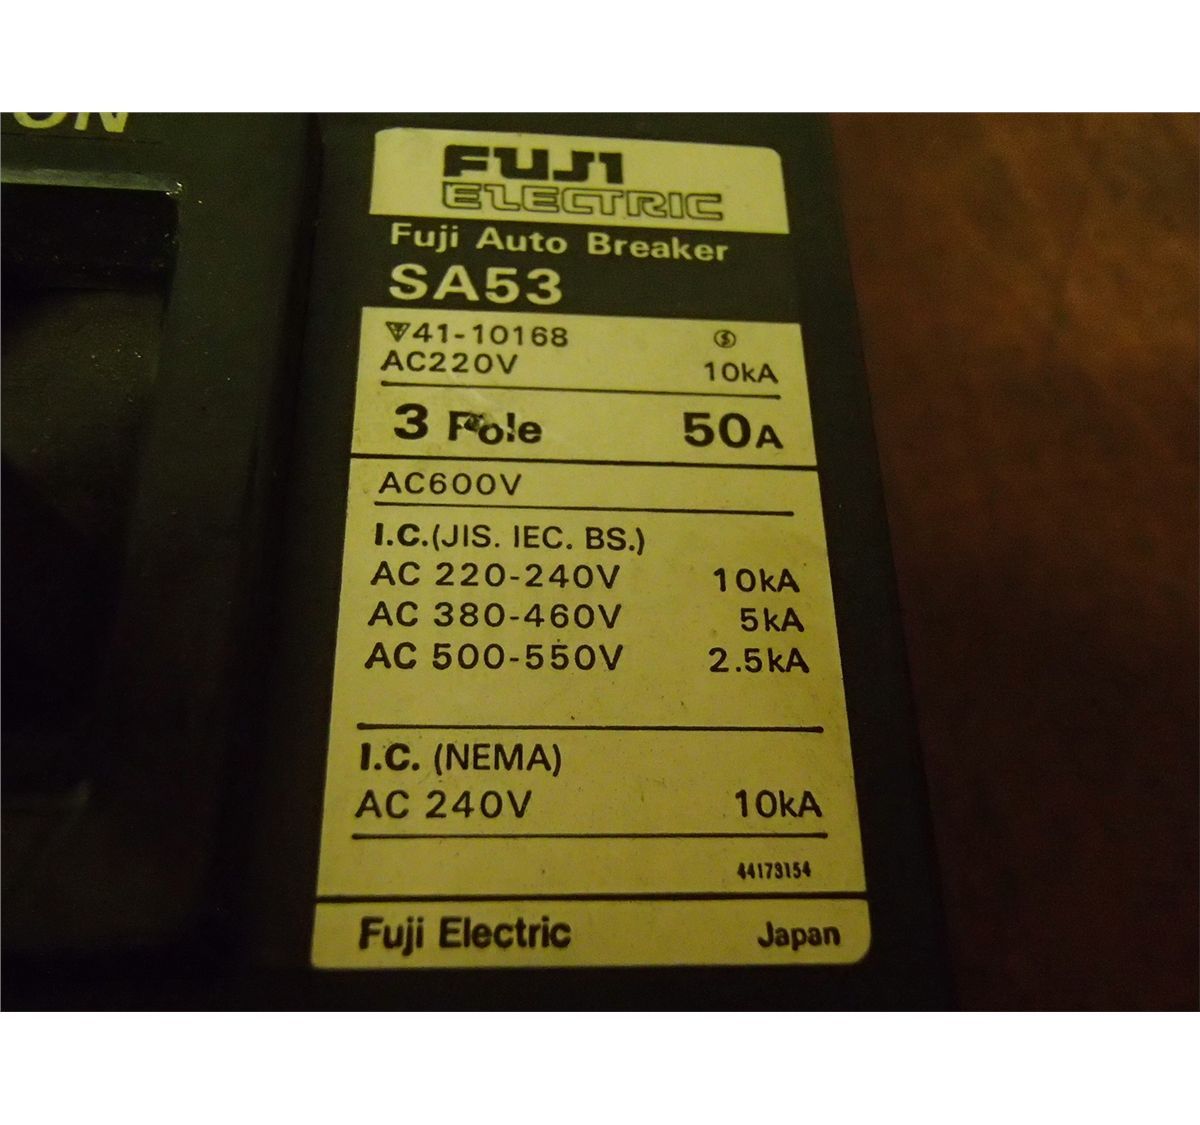 ON
FUJI
ELECTRIC
Fuji Auto Breaker
SA53
41-10168
AC220V 10kA
3 Pole 50A
AC600V
I.C.(JIS. IEC. BS.)
AC 220-240V 10kA
AC 380-460V 5kA
AC 500-550V 2.5kA
I.C. (NEMA)
AC 240V 10kA
44173154
Fuji Electric Japan